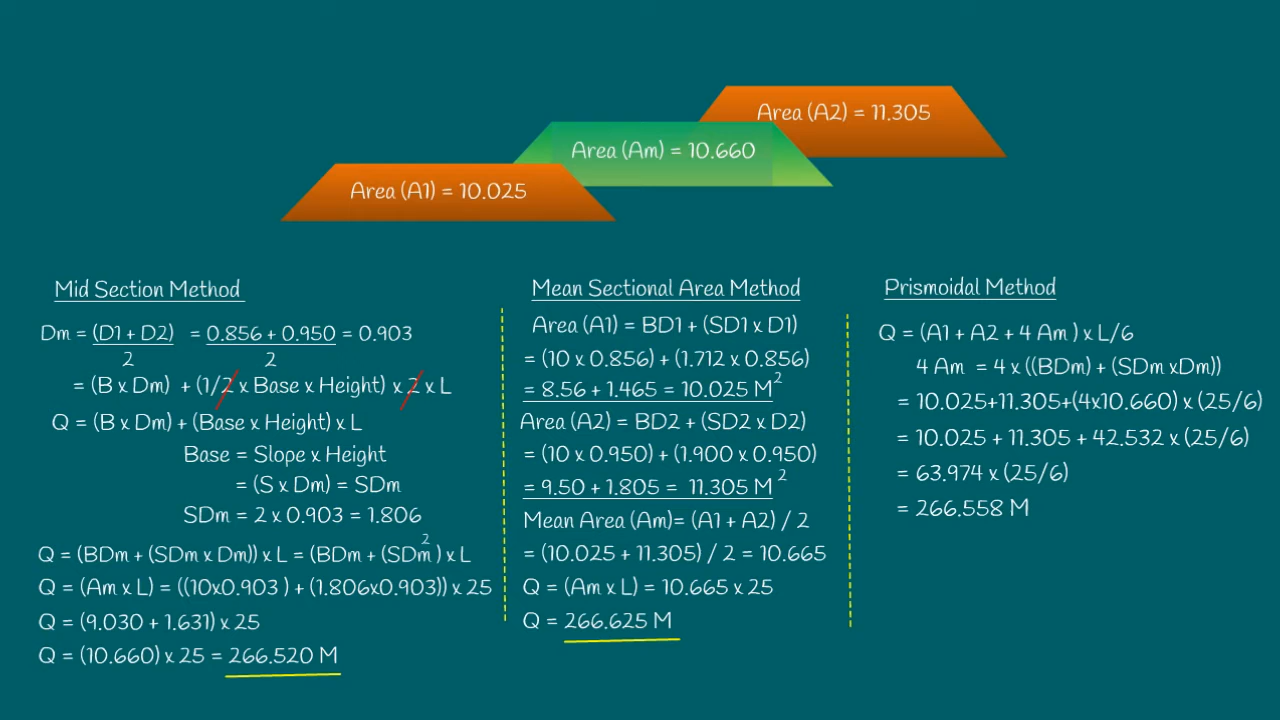 Area (A2) = 11.305
Area (Am) = 10.660
Area (A1) = 10.025
Mid Section Method
Dm = (D1 + D2) = 0.856 + 0.950 = 0.903
2 2
= (B x Dm) + (1/2 x Base x Height) x 2 x L
Q = (B x Dm) + (Base x Height) x L
Base = Slope x Height
= (S x Dm) = SDm
SDm = 2 x 0.903 = 1.806
Q = (BDm + (SDm x Dm)) x L = (BDm + (SDm²) x L
Q = (Am x L) = ((10x0.903) + (1.806x0.903)) x 25
Q = (9.030 + 1.631) x 25
Q = (10.660) x 25 = 266.520 M
Mean Sectional Area Method
Area (A1) = BD1 + (SD1 x D1)
= (10 x 0.856) + (1.712 x 0.856)
= 8.56 + 1.465 = 10.025 M²
Area (A2) = BD2 + (SD2 x D2)
= (10 x 0.950) + (1.900 x 0.950)
= 9.50 + 1.805 = 11.305 M²
Mean Area (Am)= (A1 + A2) / 2
= (10.025 + 11.305) / 2 = 10.665
Q = (Am x L) = 10.665 x 25
Q = 266.625 M
Prismoidal Method
Q = (A1 + A2 + 4 Am ) x L/6
4 Am = 4 x ((BDm) + (SDm xDm))
= 10.025+11.305+(4x10.660) x (25/6)
= 10.025 + 11.305 + 42.532 x (25/6)
= 63.974 x (25/6)
= 266.558 M